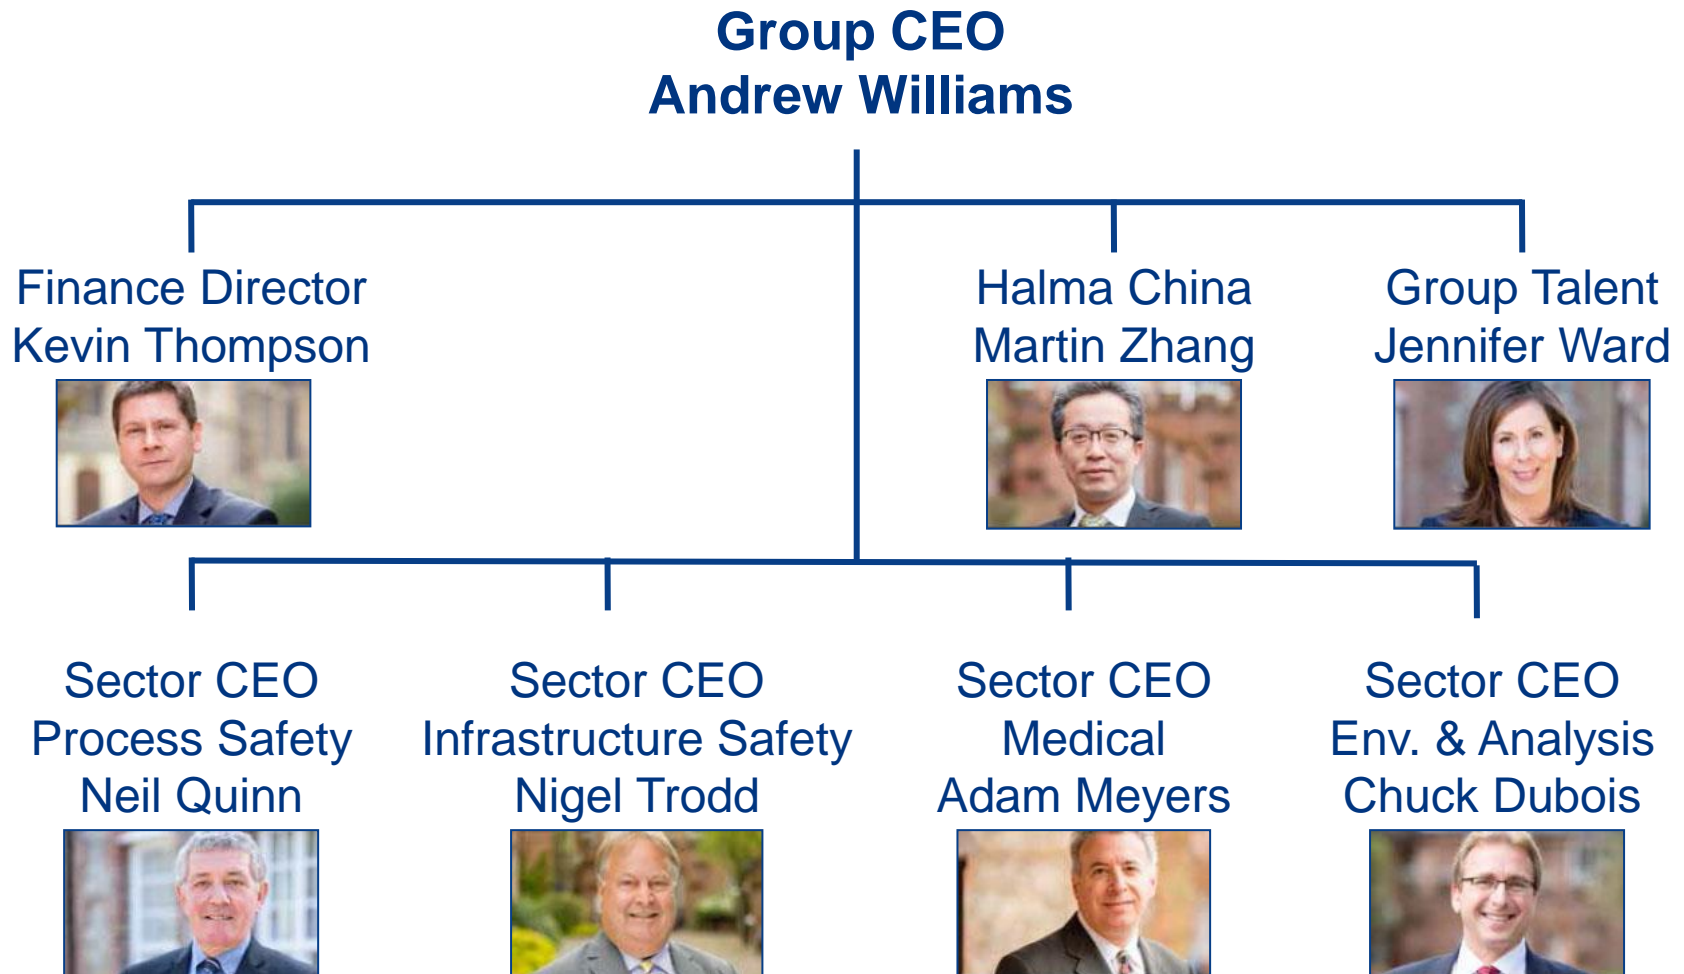 Group CEO
Andrew Williams
Finance Director
Kevin Thompson
Halma China
Martin Zhang
Group Talent
Jennifer Ward
Sector CEO
Process Safety
Neil Quinn
Sector CEO
Infrastructure Safety
Nigel Trodd
Sector CEO
Medical
Adam Meyers
Sector CEO
Env. & Analysis
Chuck Dubois